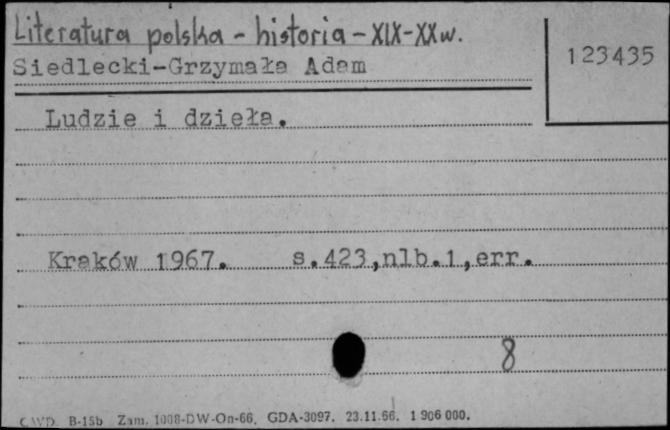 Literatura polska - historia - XIX-XX w.
123435
Siedlecki-Grzymała Adam
Ludzie i dzieła.
Kraków 1967. s.423,nlb.1,err.
8
CWD. B-15b Zam. 1008-DW-On-66. GDA-3097. 23.11.66. 1 906 000.